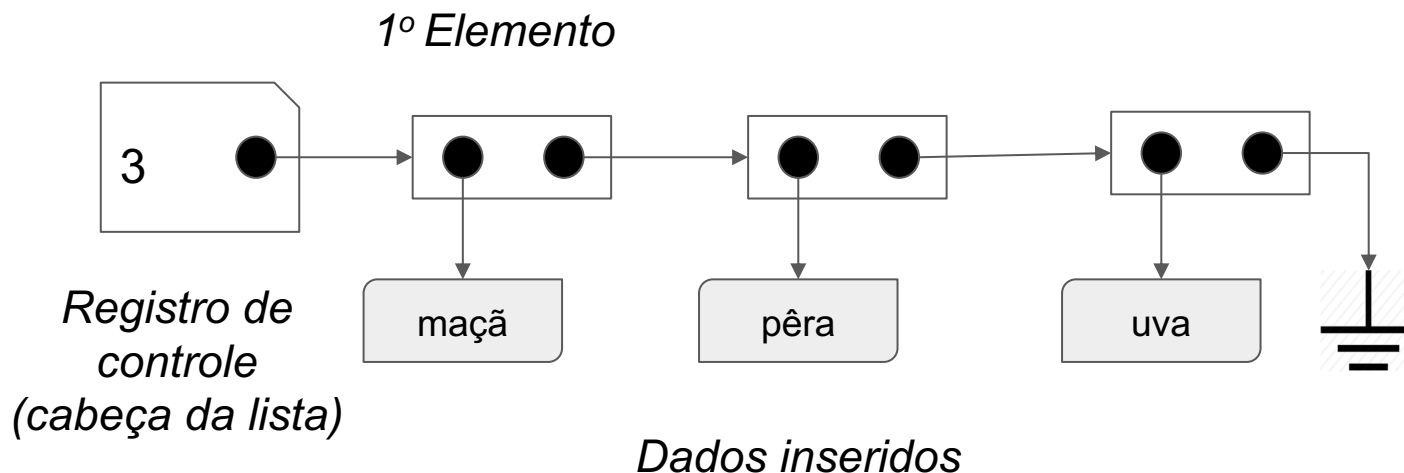 1º Elemento
3
Registro de
controle
(cabeça da lista)
maçã
pêra
uva
Dados inseridos